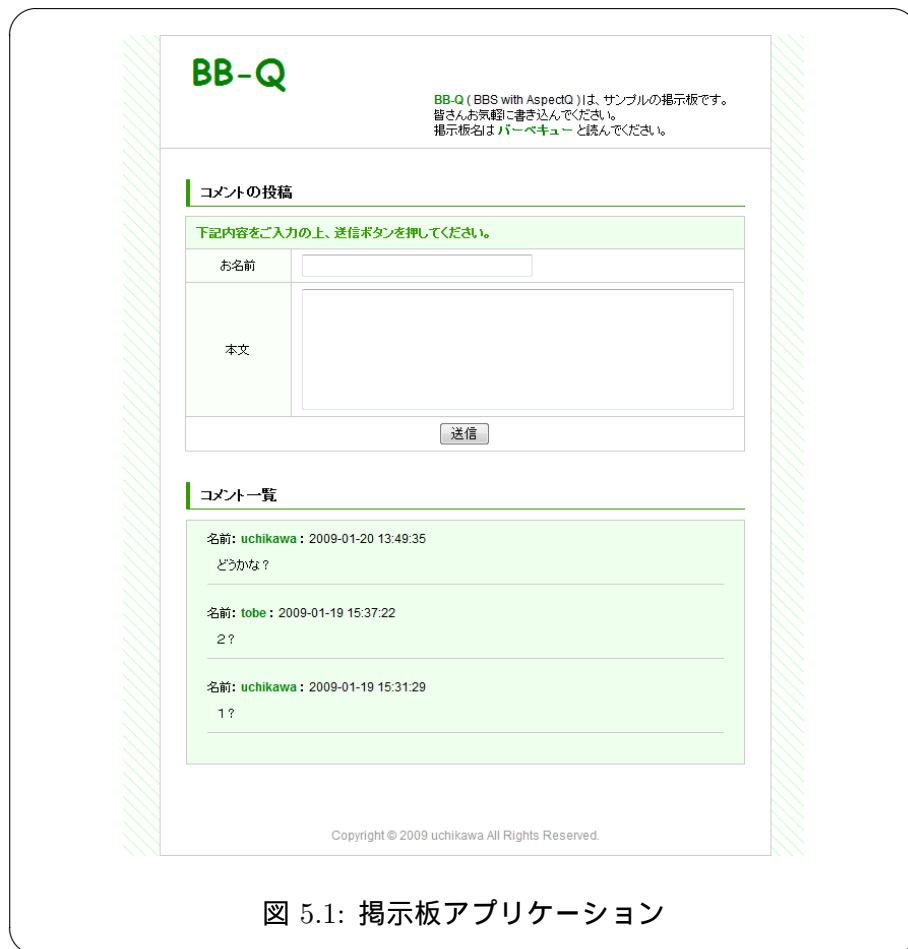 BB-Q
BB-Q ( BBS with AspectQ )は、サンプルの掲示板です。
皆さんお気軽に書き込んでください。
掲示板名は バーベキュー と読んでください。
コメントの投稿
下記内容をご入力の上、送信ボタンを押してください。
お名前
本文
送信
コメント一覧
名前: uchikawa : 2009-01-20 13:49:35
どうかな？
名前: tobe : 2009-01-19 15:37:22
２？
名前: uchikawa : 2009-01-19 15:31:29
１？
Copyright © 2009 uchikawa All Rights Reserved.
図 5.1: 掲示板アプリケーション